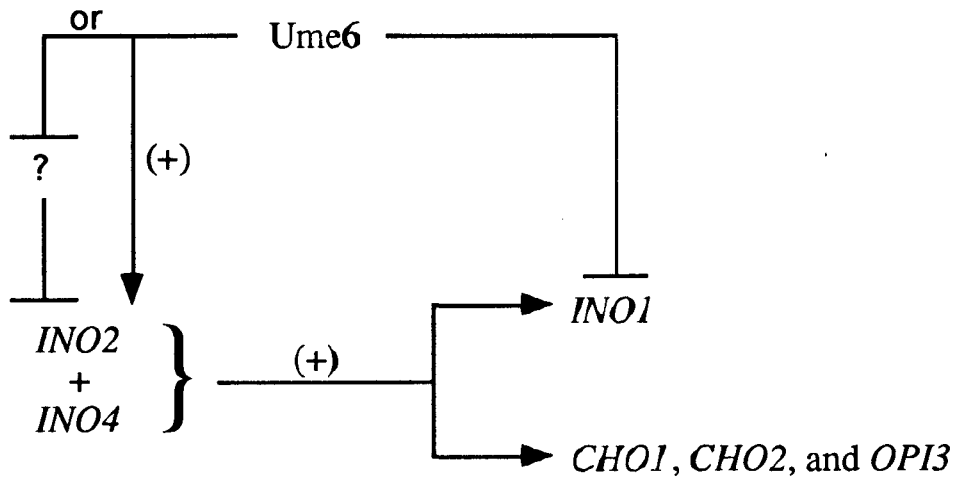 or
Ume6
?
(+)
INO2
+
INO4
}
(+)
INO1
CHO1, CHO2, and OPI3